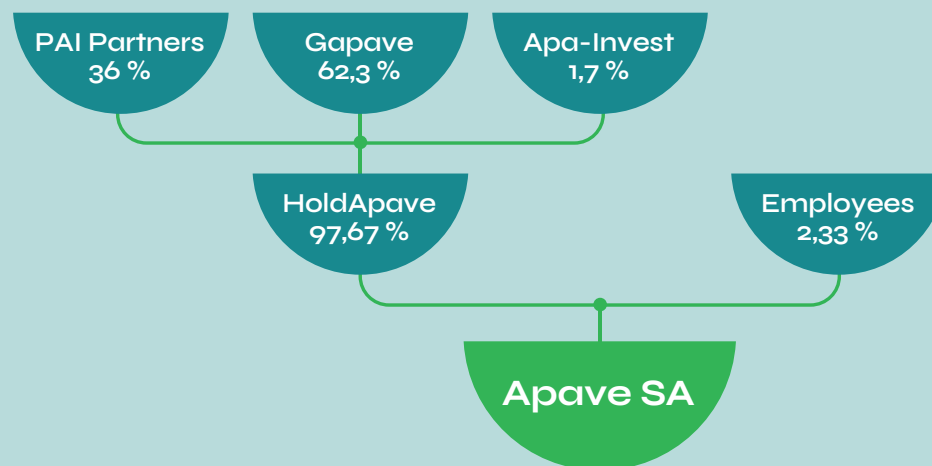 PAI Partners
36 %
Gapave
62,3 %
Apa-Invest
1,7 %
HoldApave
97,67 %
Employees
2,33 %
Apave SA